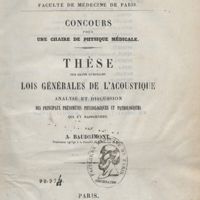 FACULTÉ DE MÉDECINE DE PARIS.
CONCOURS
POUR
UNE CHAIRE DE PHYSIQUE MÉDICALE.
THÈSE
LOIS GÉNÉRALES DE L'ACOUSTIQUE
ANALYSE ET DISCUSSION
DES PRINCIPAUX PHÉNOMÈNES PHYSIOLOGIQUES ET PATHOLOGIQUES
QUI S'Y RAPPORTENT
PAR
A. BAUDRIMONT,
PARIS.